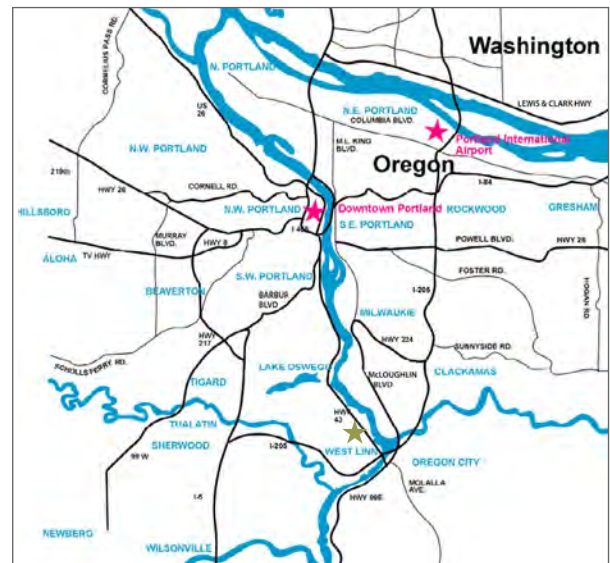 Washington
CORNELIUS PASS RD.
N. PORTLAND
US
26
LEWIS & CLARK HWY
N.E. PORTLAND
COLUMBIA BLVD.
Portland International
Airport
M.L. KING
BLVD.
N.W. PORTLAND
Oregon
219th
HWY 26
CORNELL RD.
I-84
HILLSBORO
N.W. PORTLAND
Downtown Portland
ROCKWOOD
GRESHAM
MURRAY
BLVD.
HWY 8
I-405
S.E. PORTLAND
POWELL BLVD.
HWY 26
ALOHA
TV HWY
S.W. PORTLAND
FOSTER RD.
BEAVERTON
BARBUR
BLVD
I-205
HOGAN RD.
MILWAUKIE
HWY
217
HWY 224
SUNNYSIDE RD.
SCHOLLS FERRY RD.
LAKE OSWEGO
McLOUGHLIN
BLVD
CLACKAMAS
TIGARD
HWY
43
TUALATIN
SHERWOOD
99 W
I-205
WEST LINN
OREGON CITY
MOLALLA
AVE.
I-5
HWY 99E
NEWBERG
WILSONVILLE